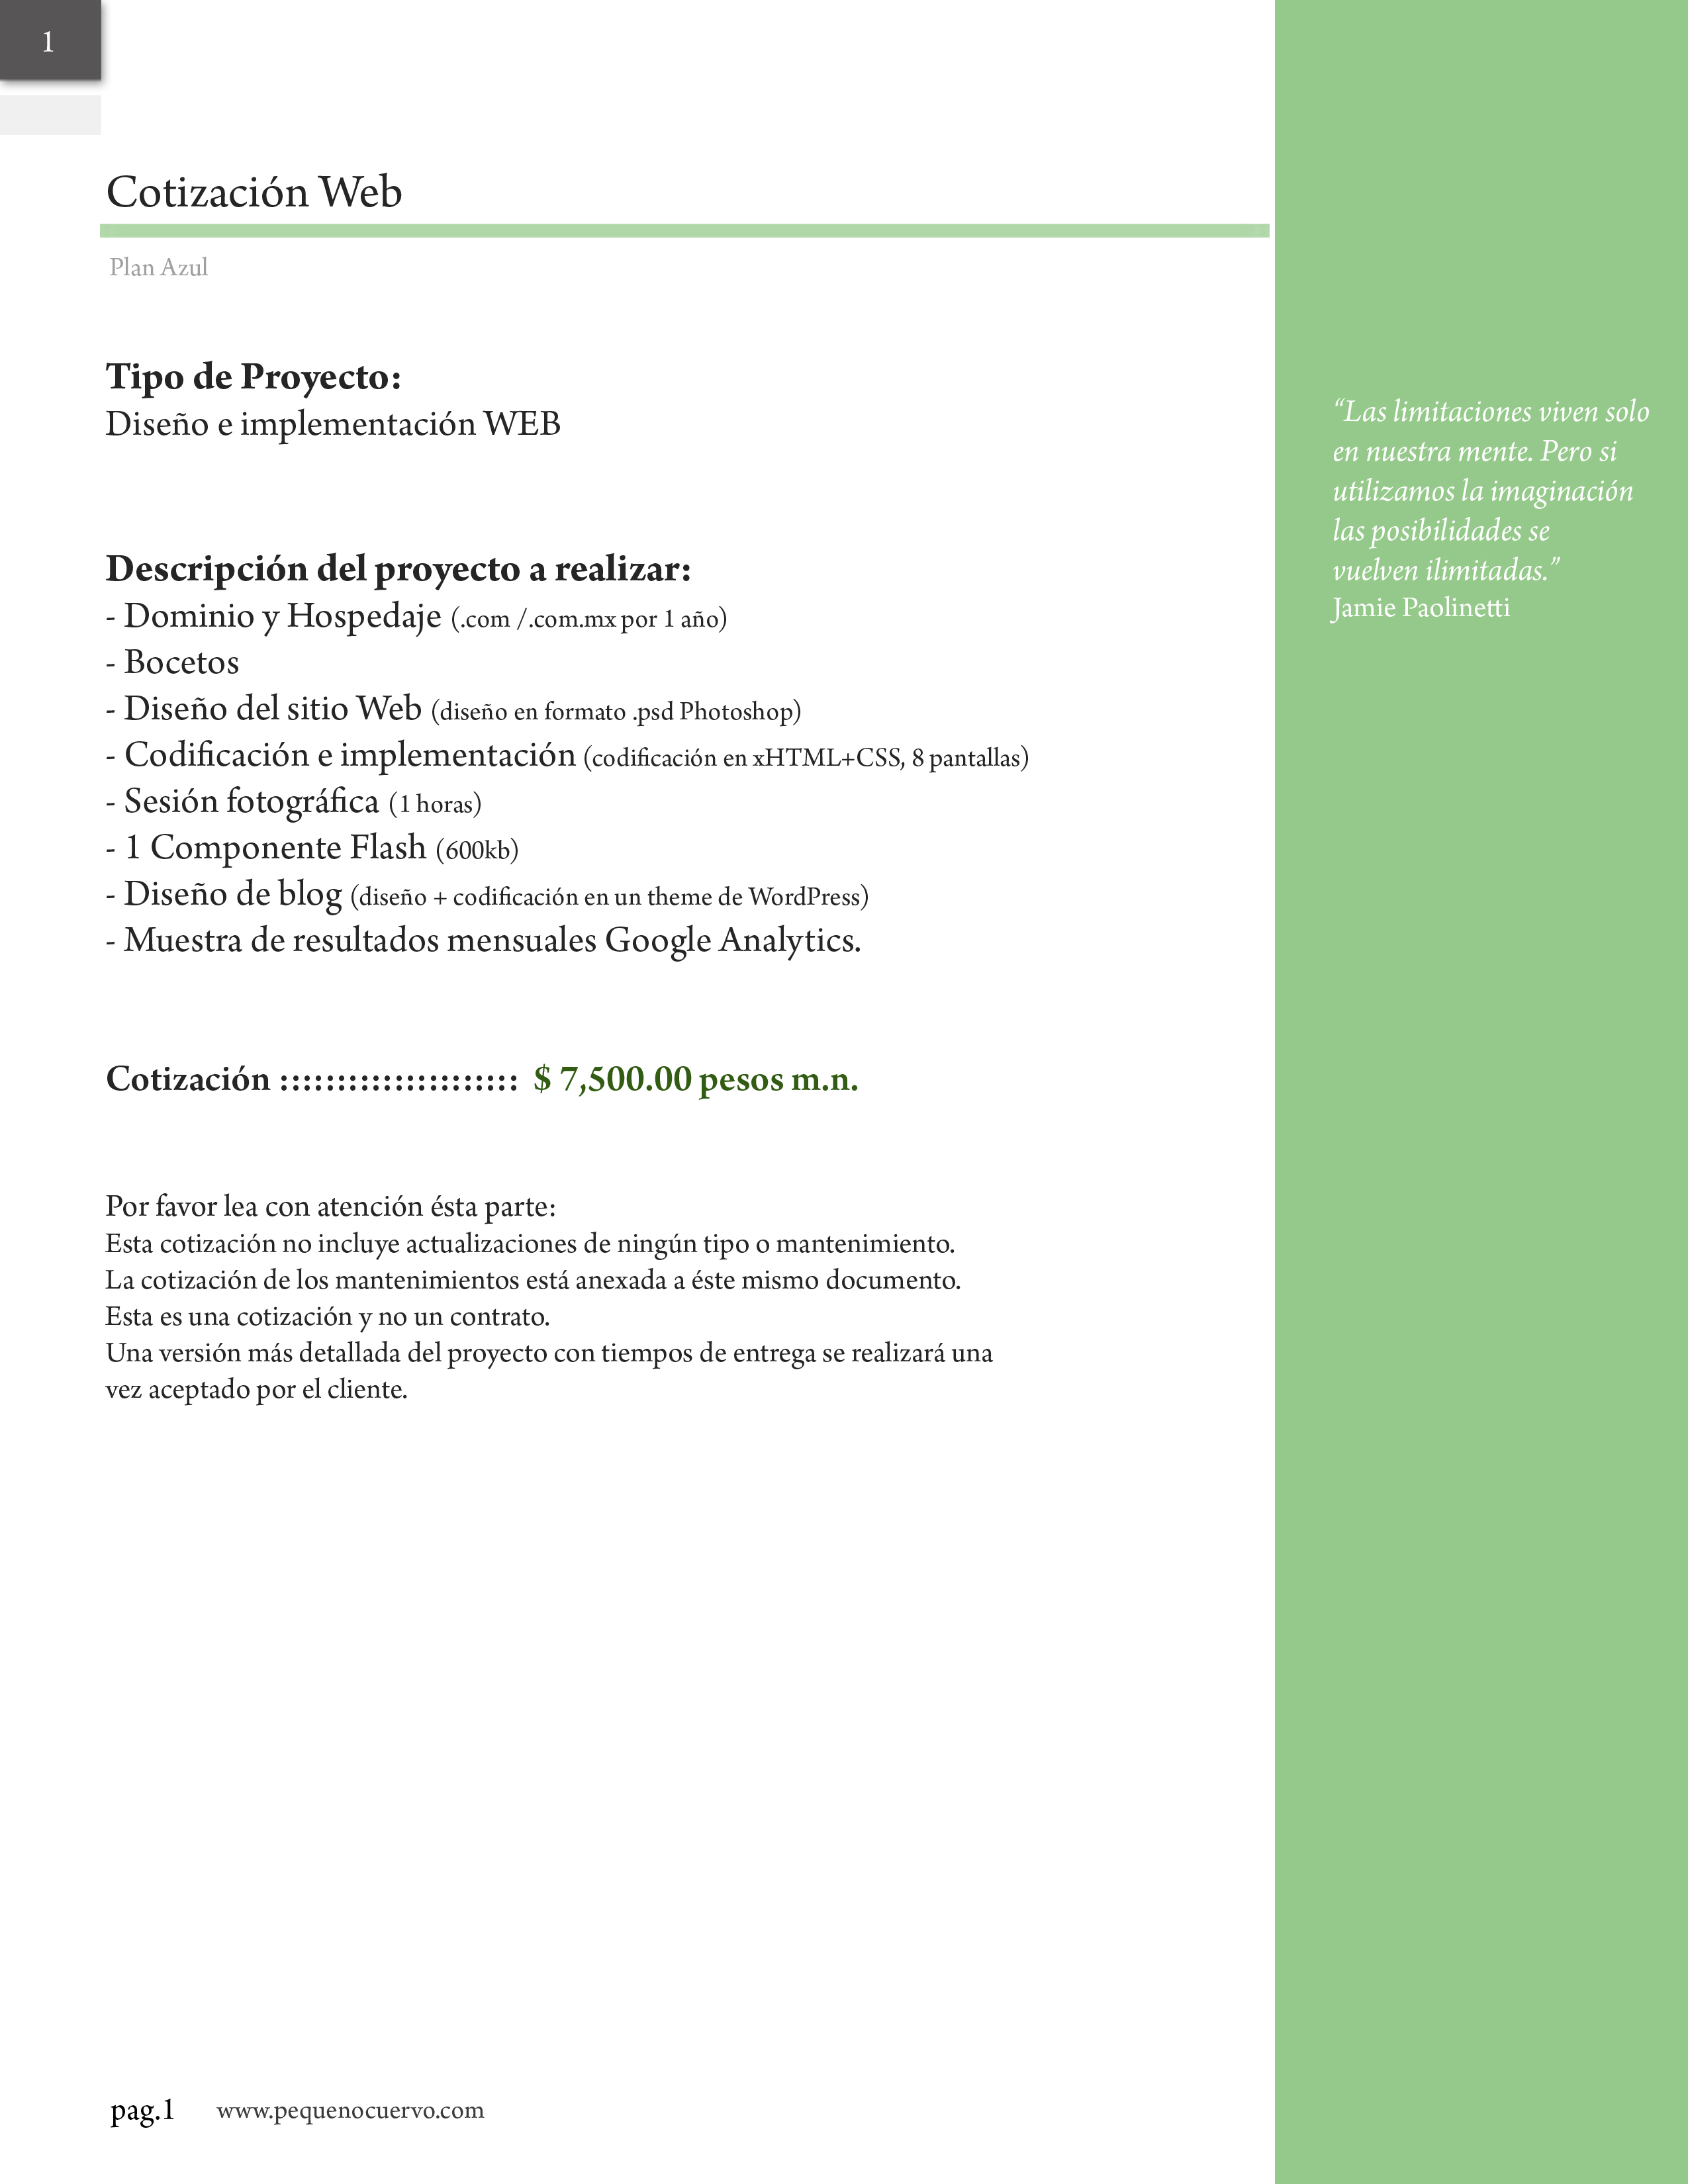 1
Cotización Web
Plan Azul
Tipo de Proyecto:
Diseño e implementación WEB
Descripción del proyecto a realizar:
- Dominio y Hospedaje (.com /.com.mx por 1 año)
- Bocetos
- Diseño del sitio Web (diseño en formato .psd Photoshop)
- Codificación e implementación (codificación en xHTML+CSS, 8 pantallas)
- Sesión fotográfica (1 horas)
- 1 Componente Flash (600kb)
- Diseño de blog (diseño + codificación en un theme de WordPress)
- Muestra de resultados mensuales Google Analytics.
Cotización ::::::::::::::::::::: $ 7,500.00 pesos m.n.
Por favor lea con atención ésta parte:
Esta cotización no incluye actualizaciones de ningún tipo o mantenimiento.
La cotización de los mantenimientos está anexada a éste mismo documento.
Esta es una cotización y no un contrato.
Una versión más detallada del proyecto con tiempos de entrega se realizará una
vez aceptado por el cliente.
“Las limitaciones viven solo
en nuestra mente. Pero si
utilizamos la imaginación
las posibilidades se
vuelven ilimitadas.”
Jamie Paolinetti
pag.1 www.pequenocuervo.com